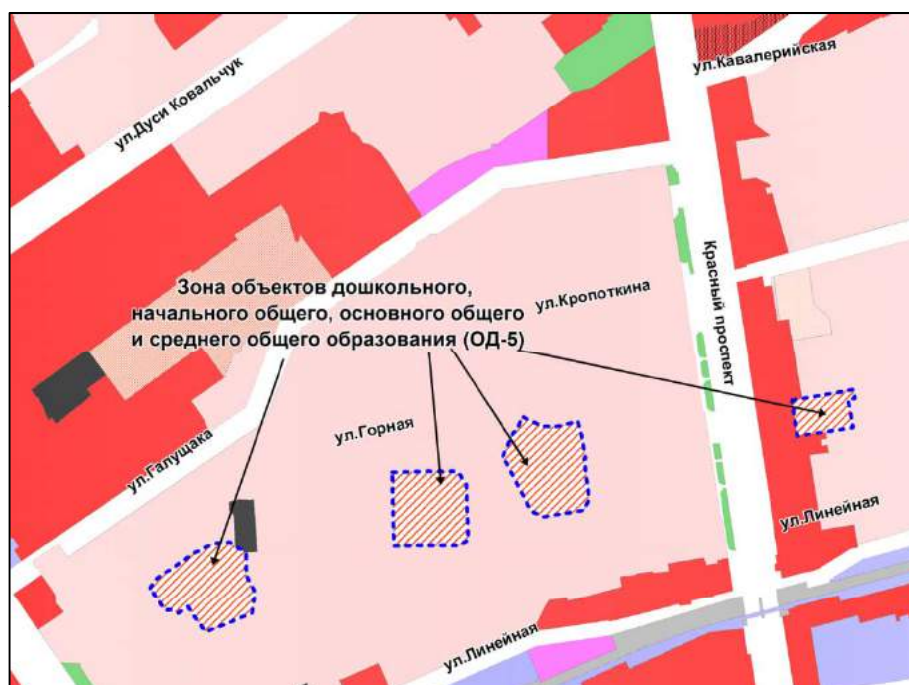 ул.Кавалерийская
ул.Дуси Ковальчук
Зона объектов дошкольного,
начального общего, основного общего
и среднего общего образования (ОД-5)
ул.Кропоткина
Красный проспект
ул.Горная
ул.Галущака
ул.Линейная
ул.Линейная